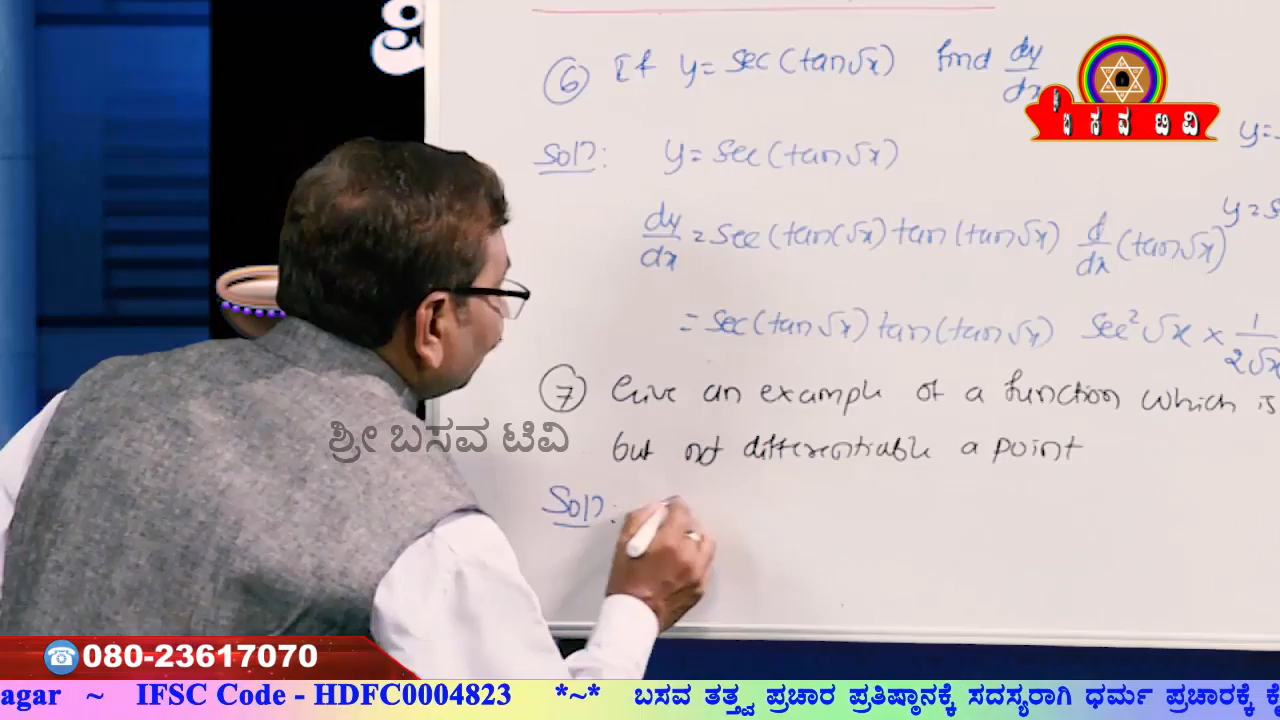 ⑥ If y = sec(tan√x) find dy/dx
ಬಸವ ಟಿವಿ
y =
Soln: y = sec(tan√x)
dy/dx = sec(tan(√x) tan(tan√x) d/dx (tan√x)
y = s
= sec(tan√x) tan(tan√x) sec² √x × 1/2√x
⑦ Give an example of a function which is
but not differentiable a point
ಶ್ರೀ ಬಸವ ಟಿವಿ
Soln:
080-23617070
agar ~ IFSC Code - HDFC0004823 *~* ಬಸವ ತತ್ತ್ವ ಪ್ರಚಾರ ಪ್ರತಿಷ್ಠಾನಕ್ಕೆ ಸದಸ್ಯರಾಗಿ ಧರ್ಮ ಪ್ರಚಾರಕ್ಕೆ